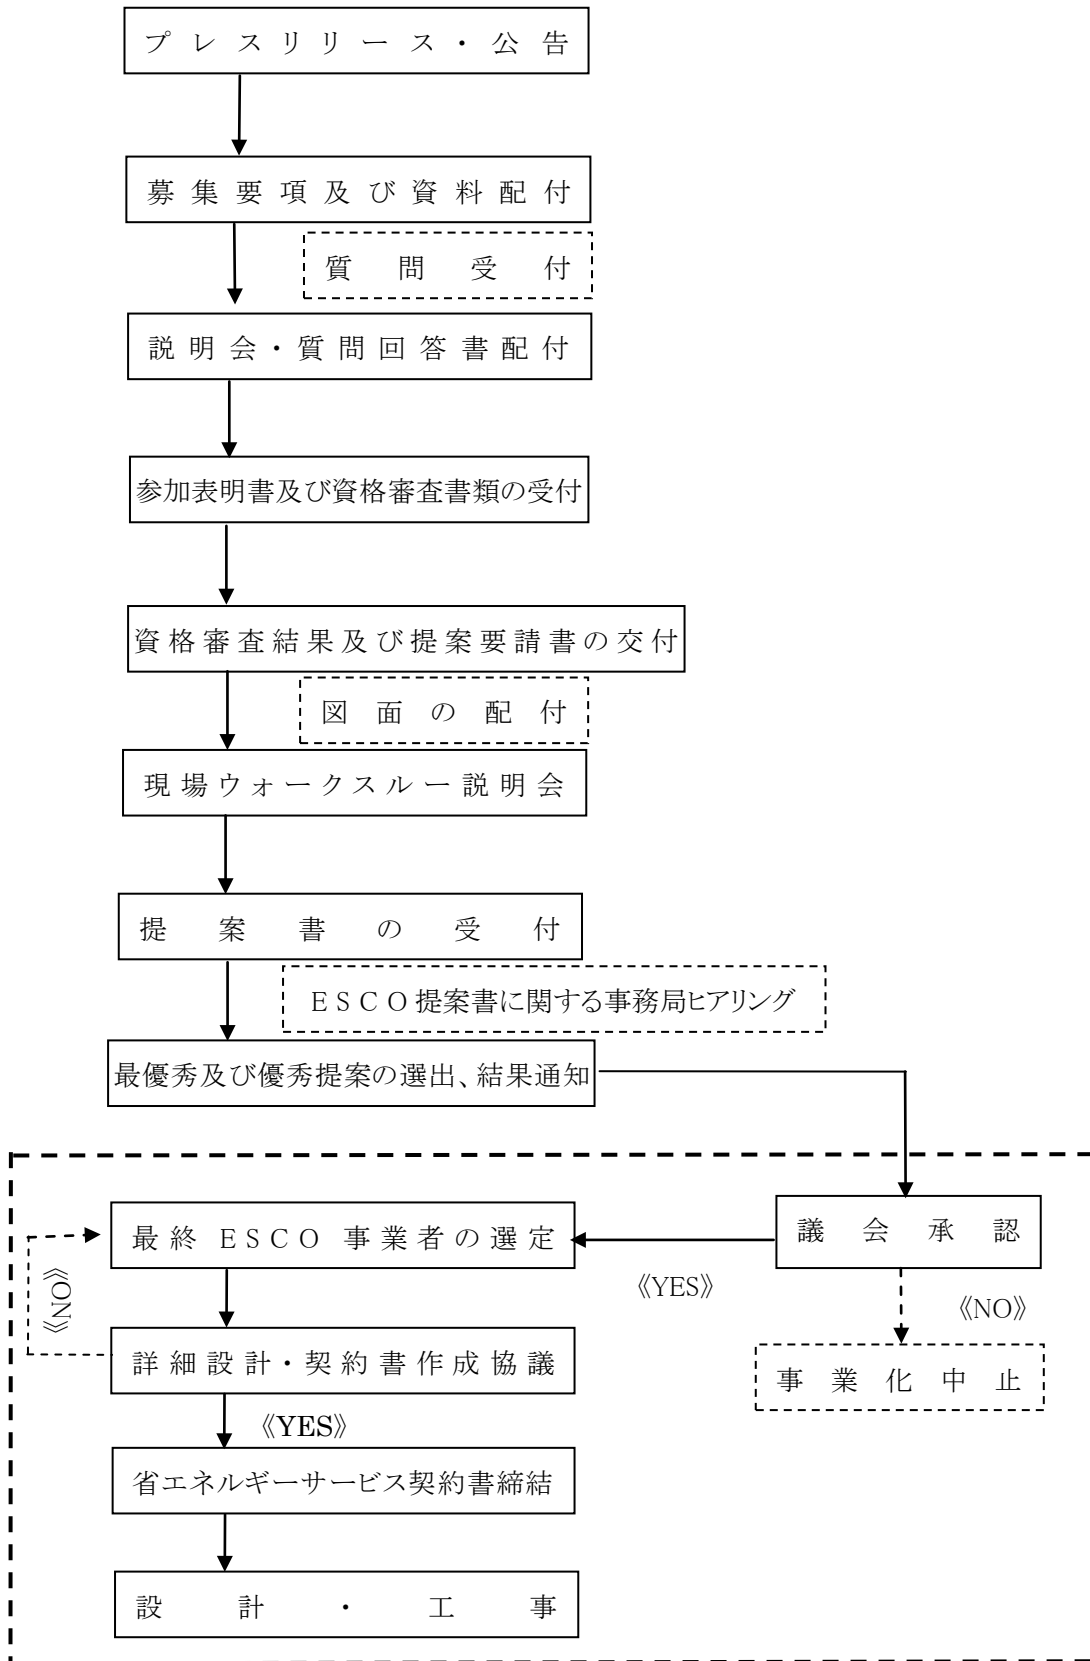 プレスリリース・公告
募集要項及び資料配付
質問受付
説明会・質問回答書配付
参加表明書及び資格審査書類の受付
資格審査結果及び提案要請書の交付
図面の配付
現場ウォークスルー説明会
提案書の受付
ESCO提案書に関する事務局ヒアリング
最優秀及び優秀提案の選出、結果通知
議会承認
最終 ESCO 事業者の選定
《YES》
《NO》
《NO》
詳細設計・契約書作成協議
事業化中止
《YES》
省エネルギーサービス契約書締結
設計・工事